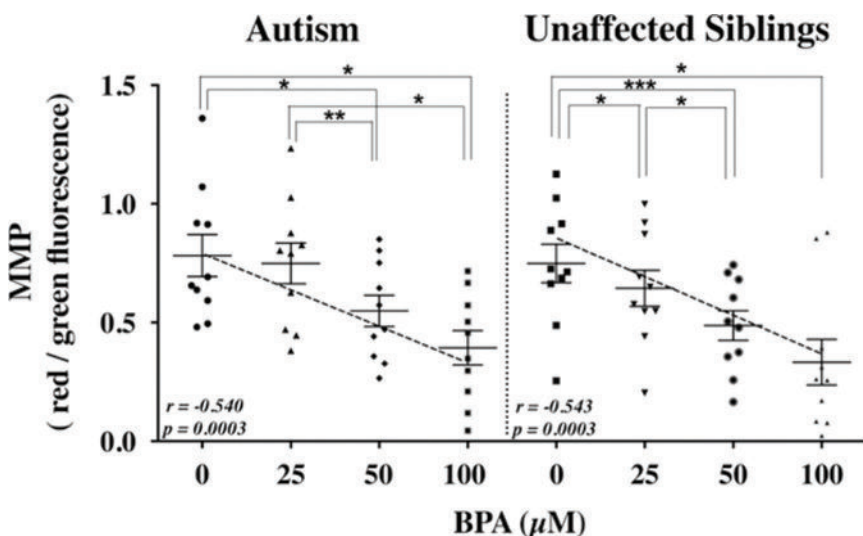 Autism Unaffected Siblings
* * * *** *
** * * *
1.5
1.0
0.5
0.0
MMP
( red / green fluorescence)
r = -0.540
p = 0.0003
r = -0.543
p = 0.0003
0 25 50 100 0 25 50 100
BPA (µM)